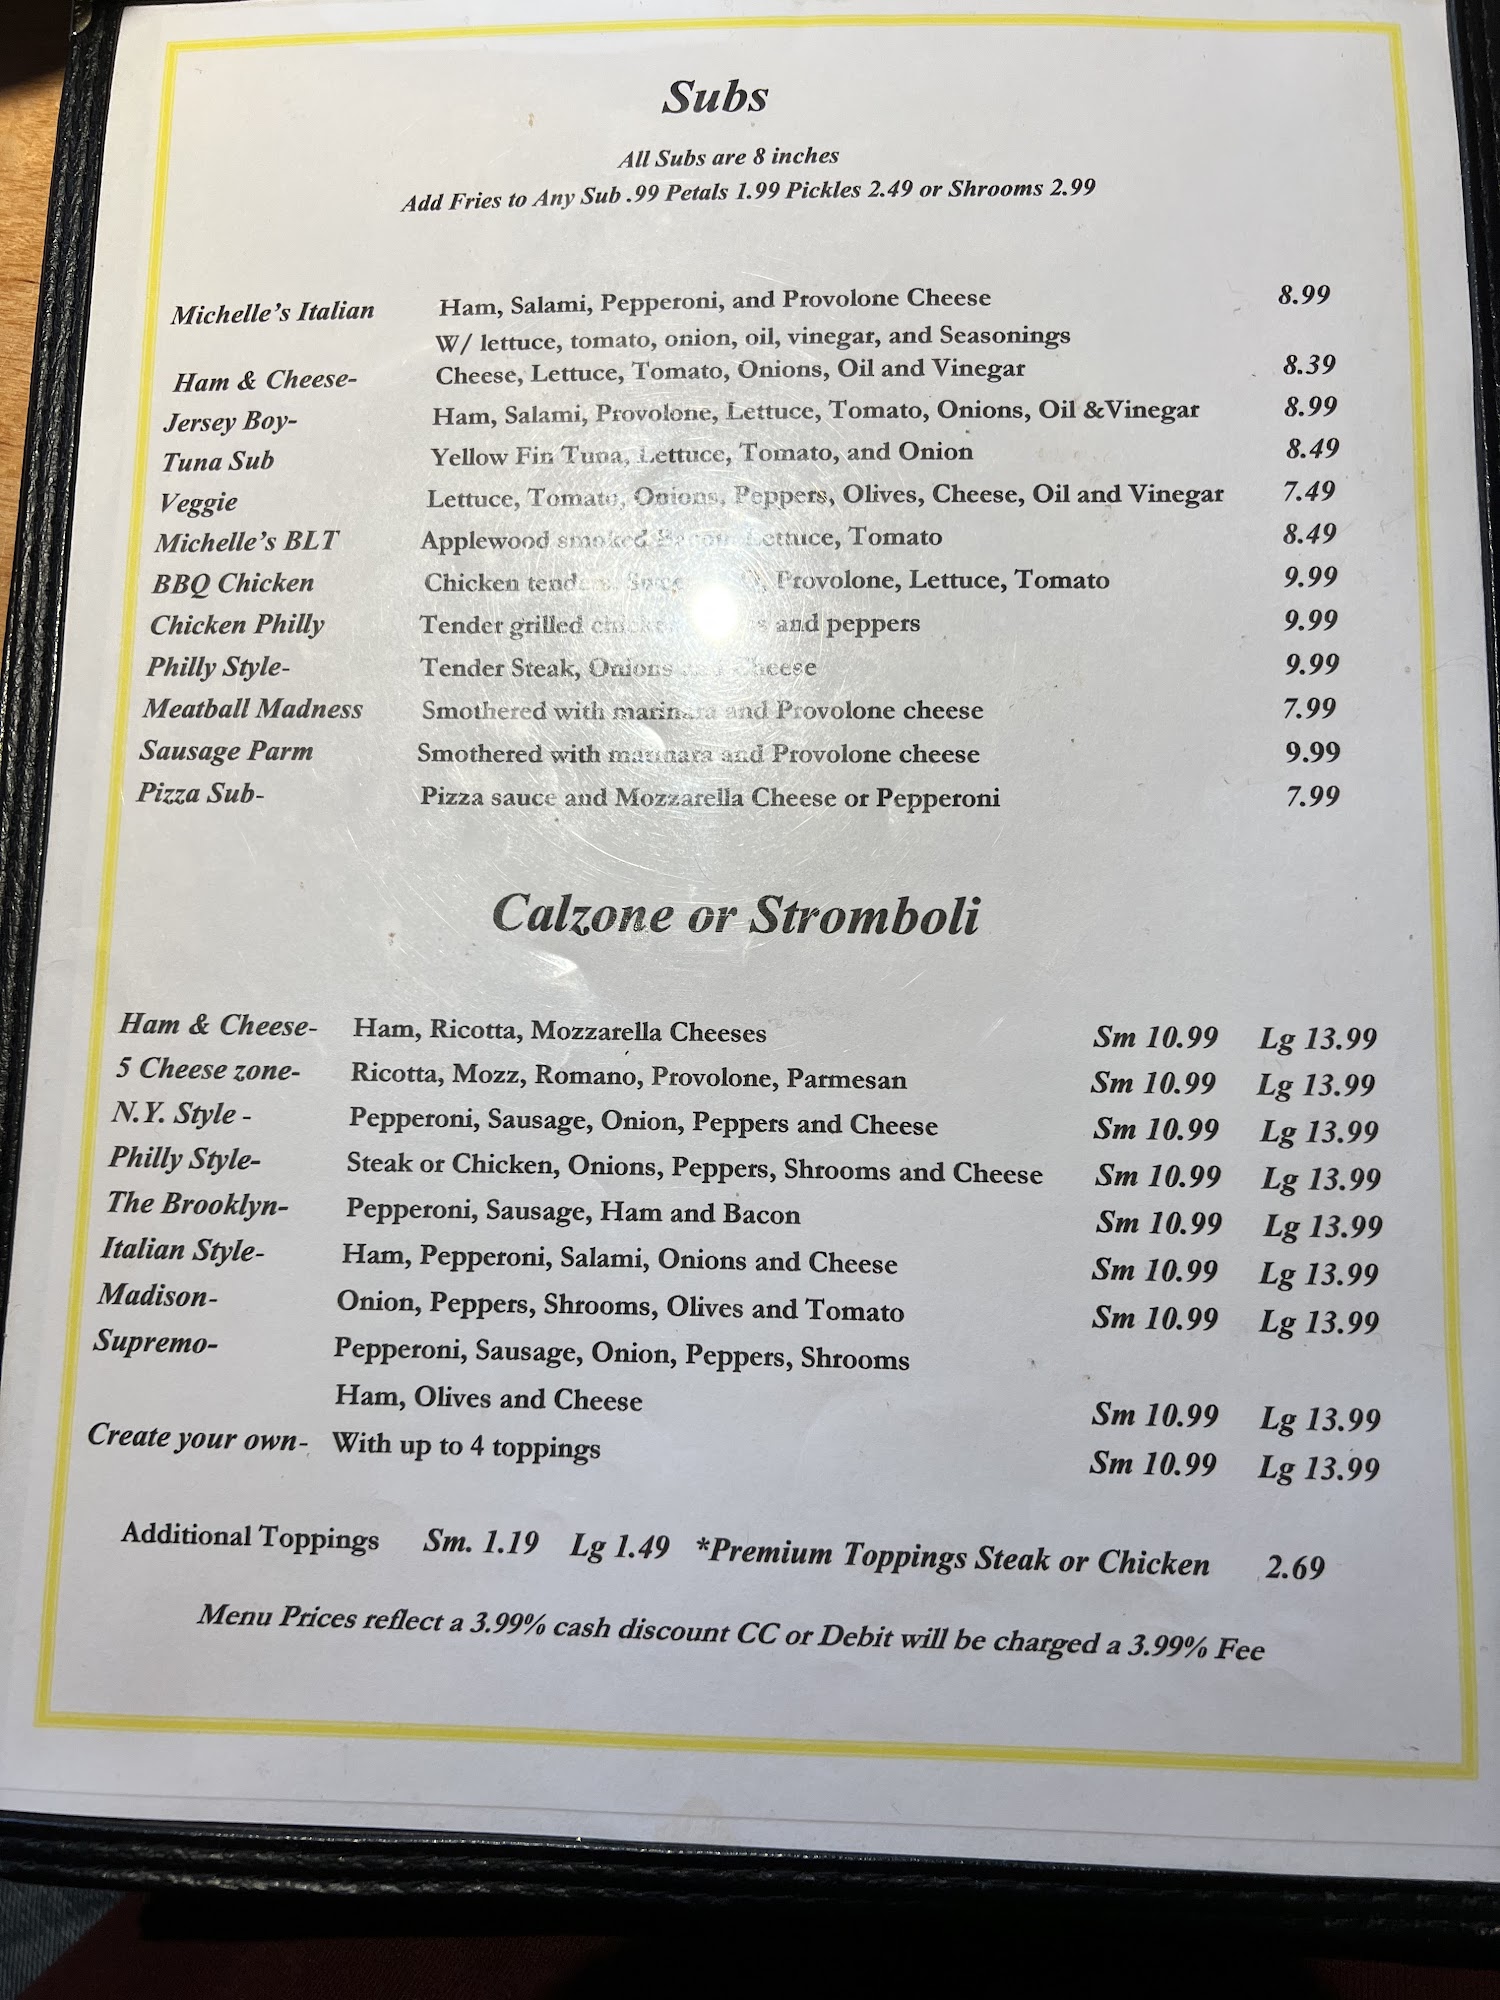 Subs
All Subs are 8 inches
Add Fries to Any Sub .99 Petals 1.99 Pickles 2.49 or Shrooms 2.99
Michelle's Italian Ham, Salami, Pepperoni, and Provolone Cheese 8.99
W/ lettuce, tomato, onion, oil, vinegar, and Seasonings
Ham & Cheese- Cheese, Lettuce, Tomato, Onions, Oil and Vinegar 8.39
Jersey Boy- Ham, Salami, Provolone, Lettuce, Tomato, Onions, Oil &Vinegar 8.99
Tuna Sub Yellow Fin Tuna, Lettuce, Tomato, and Onion 8.49
Veggie Lettuce, Tomato, Onions, Peppers, Olives, Cheese, Oil and Vinegar 7.49
Michelle's BLT Applewood smoked Bacon, Lettuce, Tomato 8.49
BBQ Chicken Chicken tenders, Provolone, Lettuce, Tomato 9.99
Chicken Philly Tender grilled chicken and peppers 9.99
Philly Style- Tender Steak, Onions and Cheese 9.99
Meatball Madness Smothered with marinara and Provolone cheese 7.99
Sausage Parm Smothered with marinara and Provolone cheese 9.99
Pizza Sub- Pizza sauce and Mozzarella Cheese or Pepperoni 7.99
Calzone or Stromboli
Ham & Cheese- Ham, Ricotta, Mozzarella Cheeses Sm 10.99 Lg 13.99
5 Cheese zone- Ricotta, Mozz, Romano, Provolone, Parmesan Sm 10.99 Lg 13.99
N.Y. Style - Pepperoni, Sausage, Onion, Peppers and Cheese Sm 10.99 Lg 13.99
Philly Style- Steak or Chicken, Onions, Peppers, Shrooms and Cheese Sm 10.99 Lg 13.99
The Brooklyn- Pepperoni, Sausage, Ham and Bacon Sm 10.99 Lg 13.99
Italian Style- Ham, Pepperoni, Salami, Onions and Cheese Sm 10.99 Lg 13.99
Madison- Onion, Peppers, Shrooms, Olives and Tomato Sm 10.99 Lg 13.99
Supremo- Pepperoni, Sausage, Onion, Peppers, Shrooms
Ham, Olives and Cheese Sm 10.99 Lg 13.99
Create your own- With up to 4 toppings Sm 10.99 Lg 13.99
Additional Toppings Sm. 1.19 Lg 1.49 *Premium Toppings Steak or Chicken 2.69
Menu Prices reflect a 3.99% cash discount CC or Debit will be charged a 3.99% Fee